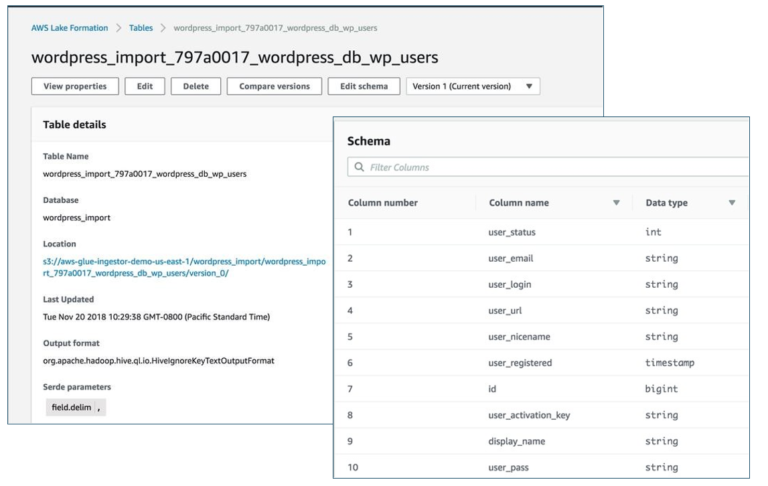 AWS Lake Formation > Tables > wordpress_import_797a0017_wordpress_db_wp_users
wordpress_import_797a0017_wordpress_db_wp_users
View properties Edit Delete Compare versions Edit schema Version 1 (Current version)
Table details
Table Name
wordpress_import_797a0017_wordpress_db_wp_users
Database
wordpress_import
Location
s3://aws-glue-ingestor-demo-us-east-1/wordpress_import/wordpress_impo
rt_797a0017_wordpress_db_wp_users/version_0/
Last Updated
Tue Nov 20 2018 10:29:38 GMT-0800 (Pacific Standard Time)
Output format
org.apache.hadoop.hive.ql.io.HiveIgnoreKeyTextOutputFormat
Serde parameters
field.delim ,
Schema
Filter Columns
Column number Column name Data type
1 user_status int
2 user_email string
3 user_login string
4 user_url string
5 user_nicename string
6 user_registered timestamp
7 id bigint
8 user_activation_key string
9 display_name string
10 user_pass string